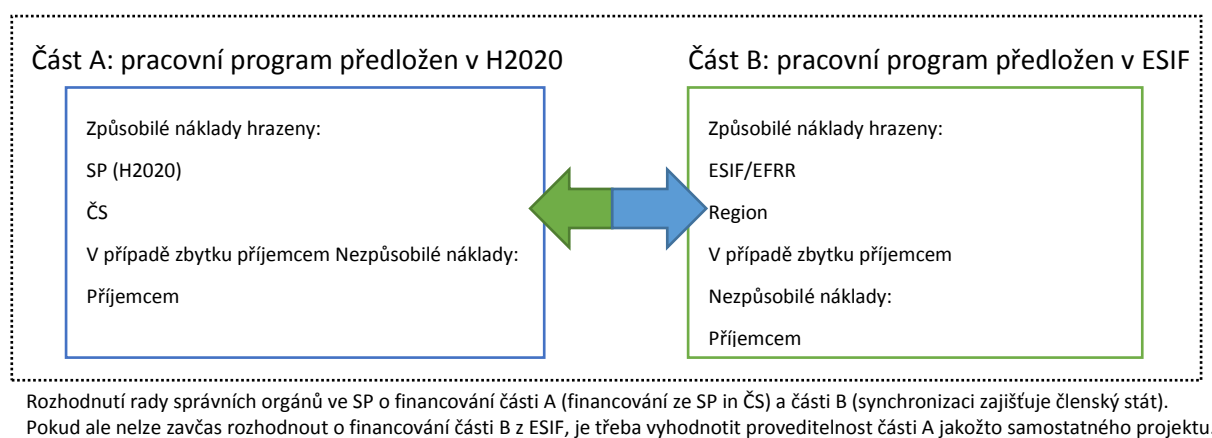 Část A: pracovní program předložen v H2020
Způsobilé náklady hrazeny:
SP (H2020)
ČS
V případě zbytku příjemcem Nezpůsobilé náklady:
Příjemcem
Část B: pracovní program předložen v ESIF
Způsobilé náklady hrazeny:
ESIF/EFRR
Region
V případě zbytku příjemcem
Nezpůsobilé náklady:
Příjemcem
Rozhodnutí rady správních orgánů ve SP o financování části A (financování ze SP in ČS) a části B (synchronizaci zajišťuje členský stát).
Pokud ale nelze zavčas rozhodnout o financování části B z ESIF, je třeba vyhodnotit proveditelnost části A jakožto samostatného projektu.